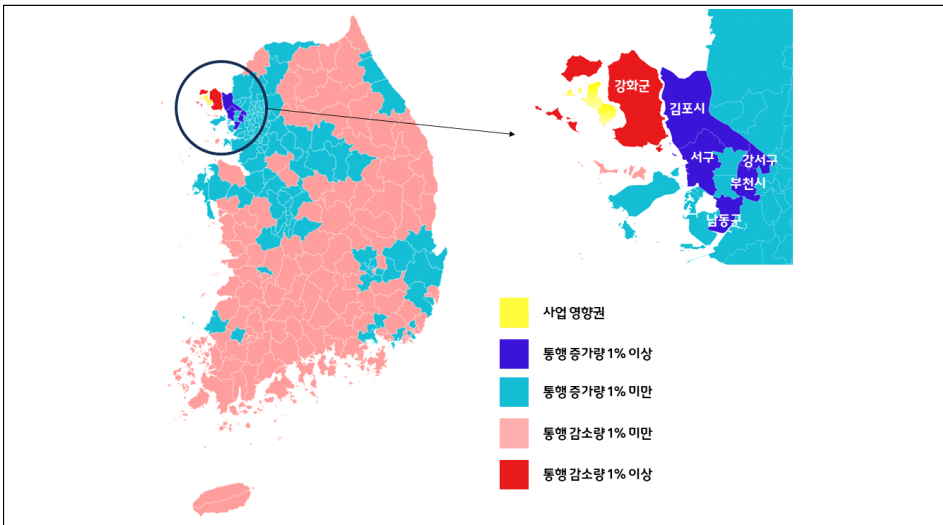 강화군
김포시
서구
강서구
부천시
남동군
사업 영향권
통행 증가량 1% 이상
통행 증가량 1% 미만
통행 감소량 1% 미만
통행 감소량 1% 이상